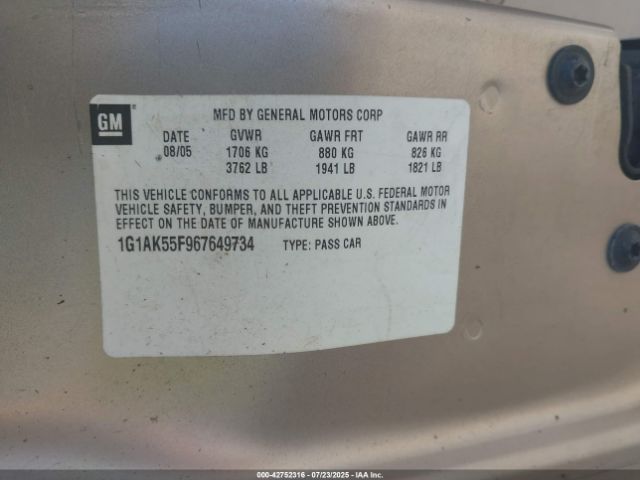 GM
MFD BY GENERAL MOTORS CORP
DATE GVWR GAWR FRT GAWR RR
08/05 1706 KG 880 KG 826 KG
3762 LB 1941 LB 1821 LB
THIS VEHICLE CONFORMS TO ALL APPLICABLE U.S. FEDERAL MOTOR
VEHICLE SAFETY, BUMPER, AND THEFT PREVENTION STANDARDS IN
EFFECT ON THE DATE OF MANUFACTURE SHOWN ABOVE.
1G1AK55F967649734 TYPE: PASS CAR
000-42752316 - 07/23/2025 - IAA Inc.